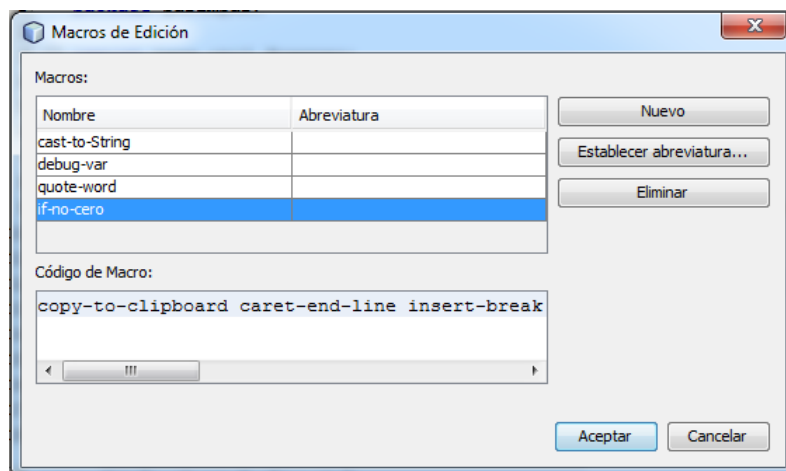 Macros de Edición
Macros:
Nombre Abreviatura
cast-to-String
debug-var
quote-word
if-no-cero
Nuevo
Establecer abreviatura...
Eliminar
Código de Macro:
copy-to-clipboard caret-end-line insert-break
Aceptar Cancelar